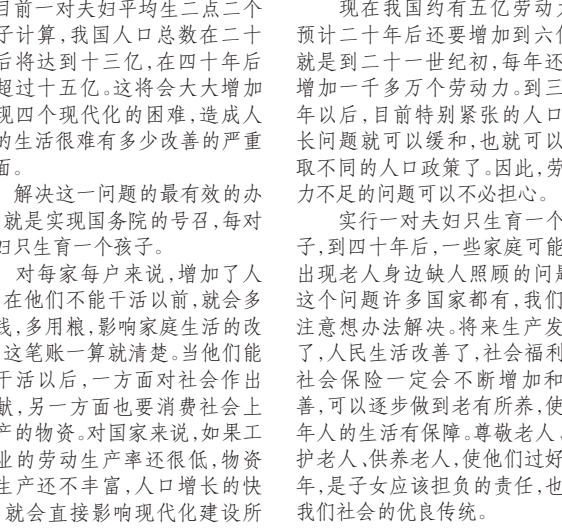 目前一对夫妇平均生二点二个
子计算,我国人口总数在二十
后将达到十三亿,在四十年后
超过十五亿。这将会大大增加
现四个现代化的困难,造成人
的生活很难有多少改善的严重
面。
解决这一问题的最有效的办
就是实现国务院的号召,每对
妇只生育一个孩子。
对每家每户来说,增加了人
在他们不能干活以前,就会多
钱,多用粮,影响家庭生活的改
这笔账一算就清楚。当他们能
干活以后,一方面对社会作出
献,另一方面也要消费社会上
产的物资。对国家来说,如果工
业的劳动生产率还很低,物资
生产还不丰富,人口增长的快
就会直接影响现代化建设所
现在我国约有五亿劳动力
预计二十年后还要增加到六亿
就是到二十一世纪初,每年还
增加一千多万个劳动力。到三
年以后,目前特别紧张的人口
长问题就可以缓和,也就可以
取不同的人口政策了。因此,劳
力不足的问题可以不必担心。
实行一对夫妇只生育一个
子,到四十年后,一些家庭可能
出现老人身边缺人照顾的问题
这个问题许多国家都有,我们
注意想办法解决。将来生产发
了,人民生活改善了,社会福利
社会保险一定会不断增加和
善,可以逐步做到老有所养,使
年人的生活有保障。尊敬老人、
护老人、供养老人,使他们过好
年,是子女应该担负的责任,也
我们社会的优良传统。